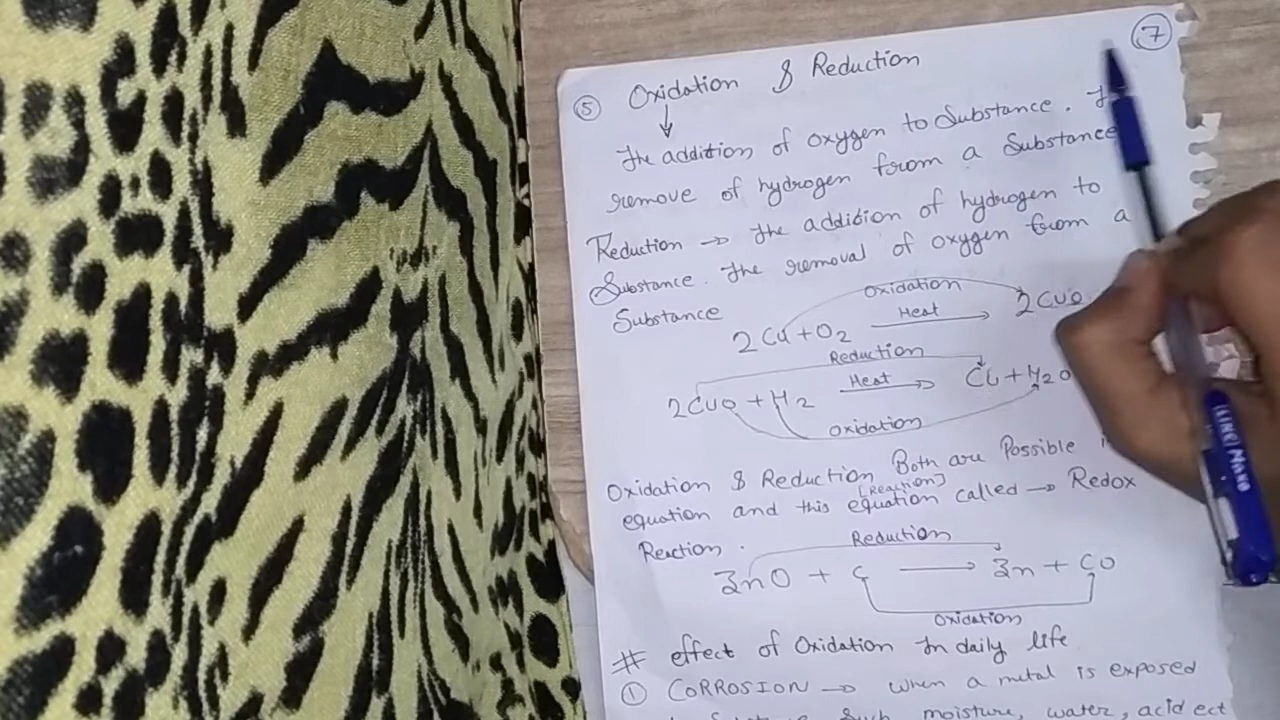 7
5 Oxidation & Reduction
The addition of oxygen to Substance.
remove of hydrogen from a Substance
Reduction → The addition of hydrogen to
Substance. The removal of oxygen from a
Substance
Oxidation
2Cu + O2 Heat → 2CuO
Reduction
2CuO + H2 Heat → Cu + H2O
Oxidation
Oxidation & Reduction Both are Possible
[Reaction]
equation and this equation called → Redox
Reaction.
Reduction
ZnO + C → Zn + CO
Oxidation
# effect of Oxidation In daily life
1 CORROSION → when a metal is exposed
such moisture, water, acid ect
LINC Nano